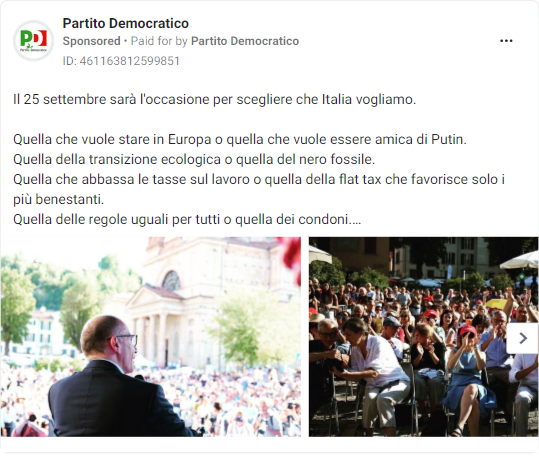 Partito Democratico
Sponsored • Paid for by Partito Democratico
ID: 461163812599851
PD
Partito Democratico
Il 25 settembre sarà l'occasione per scegliere che Italia vogliamo.
Quella che vuole stare in Europa o quella che vuole essere amica di Putin.
Quella della transizione ecologica o quella del nero fossile.
Quella che abbassa le tasse sul lavoro o quella della flat tax che favorisce solo i
più benestanti.
Quella delle regole uguali per tutti o quella dei condoni....